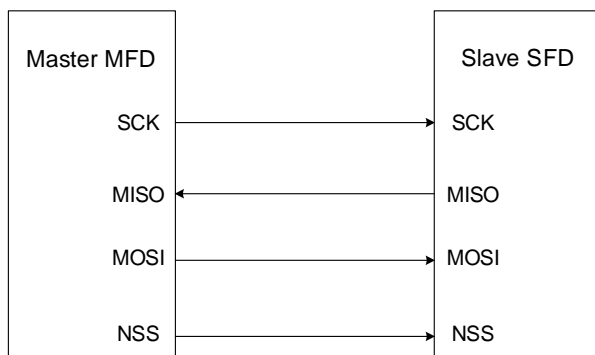 Master MFD
Slave SFD
SCK
SCK
MISO
MISO
MOSI
MOSI
NSS
NSS